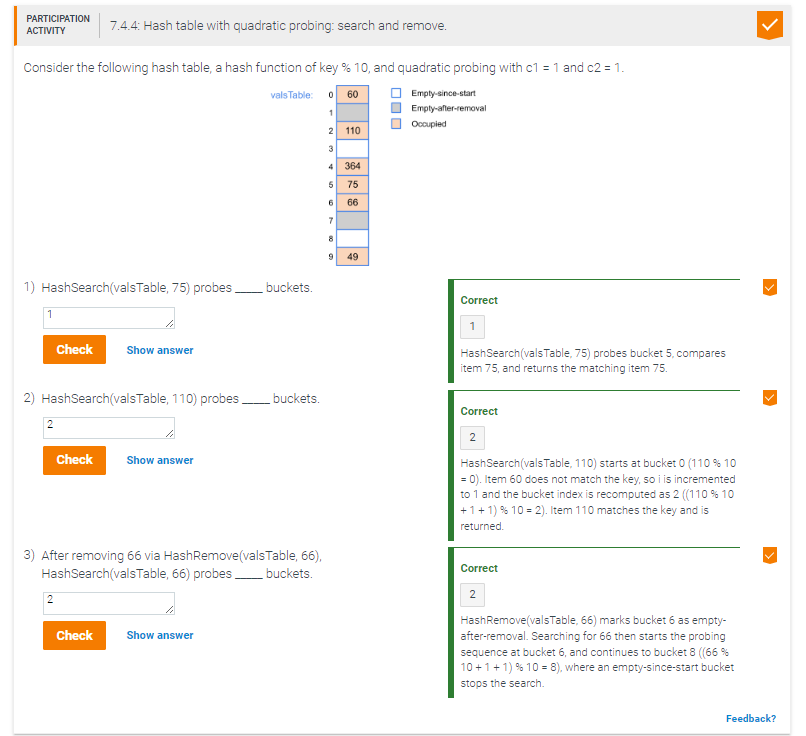 PARTICIPATION
ACTIVITY
7.4.4: Hash table with quadratic probing: search and remove.
Consider the following hash table, a hash function of key % 10, and quadratic probing with c1 = 1 and c2 = 1.
valsTable:
0 60
1
2 110
3
4 364
5 75
6 66
7
8
9 49
Empty-since-start
Empty-after-removal
Occupied
1) HashSearch(valsTable, 75) probes _____ buckets.
1
Check
Show answer
Correct
1
HashSearch(valsTable, 75) probes bucket 5, compares
item 75, and returns the matching item 75.
2) HashSearch(valsTable, 110) probes _____ buckets.
2
Check
Show answer
Correct
2
HashSearch(valsTable, 110) starts at bucket 0 (110 % 10
= 0). Item 60 does not match the key, so i is incremented
to 1 and the bucket index is recomputed as 2 ((110 % 10
+ 1 + 1) % 10 = 2). Item 110 matches the key and is
returned.
3) After removing 66 via HashRemove(valsTable, 66),
HashSearch(valsTable, 66) probes _____ buckets.
2
Check
Show answer
Correct
2
HashRemove(valsTable, 66) marks bucket 6 as empty-
after-removal. Searching for 66 then starts the probing
sequence at bucket 6, and continues to bucket 8 ((66 %
10 + 1 + 1) % 10 = 8), where an empty-since-start bucket
stops the search.
Feedback?